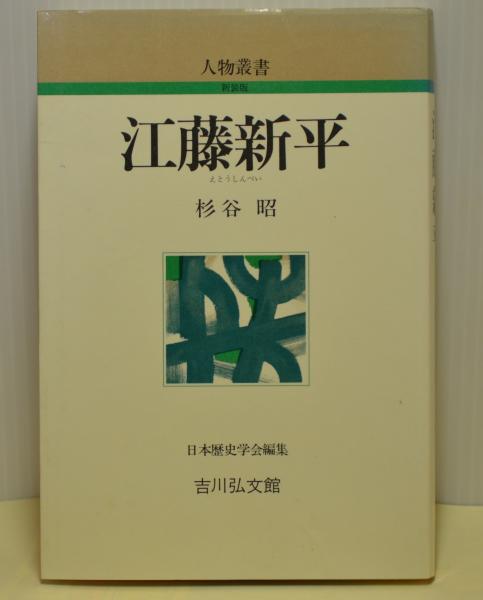 人物叢書
新装版
江藤新平
えとうしんぺい
杉谷 昭
日本歴史学会編集
吉川弘文館